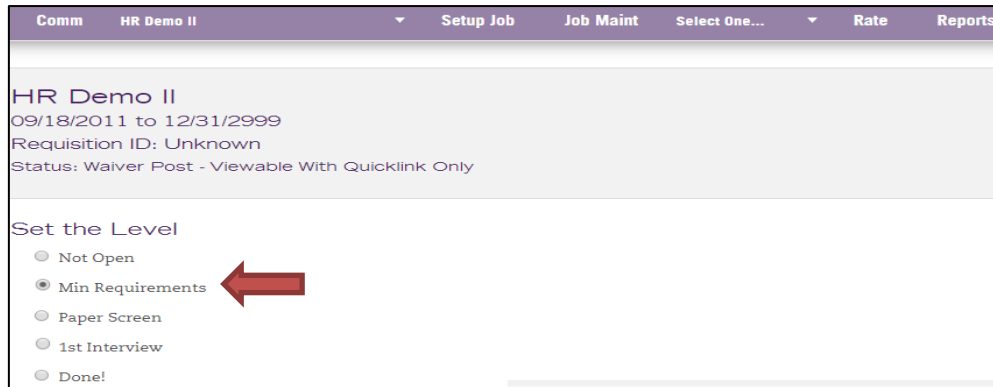 Comm HR Demo II Setup Job Job Maint Select One... Rate Reports
HR Demo II
09/18/2011 to 12/31/2999
Requisition ID: Unknown
Status: Waiver Post - Viewable With Quicklink Only
Set the Level
Not Open
Min Requirements
Paper Screen
1st Interview
Done!